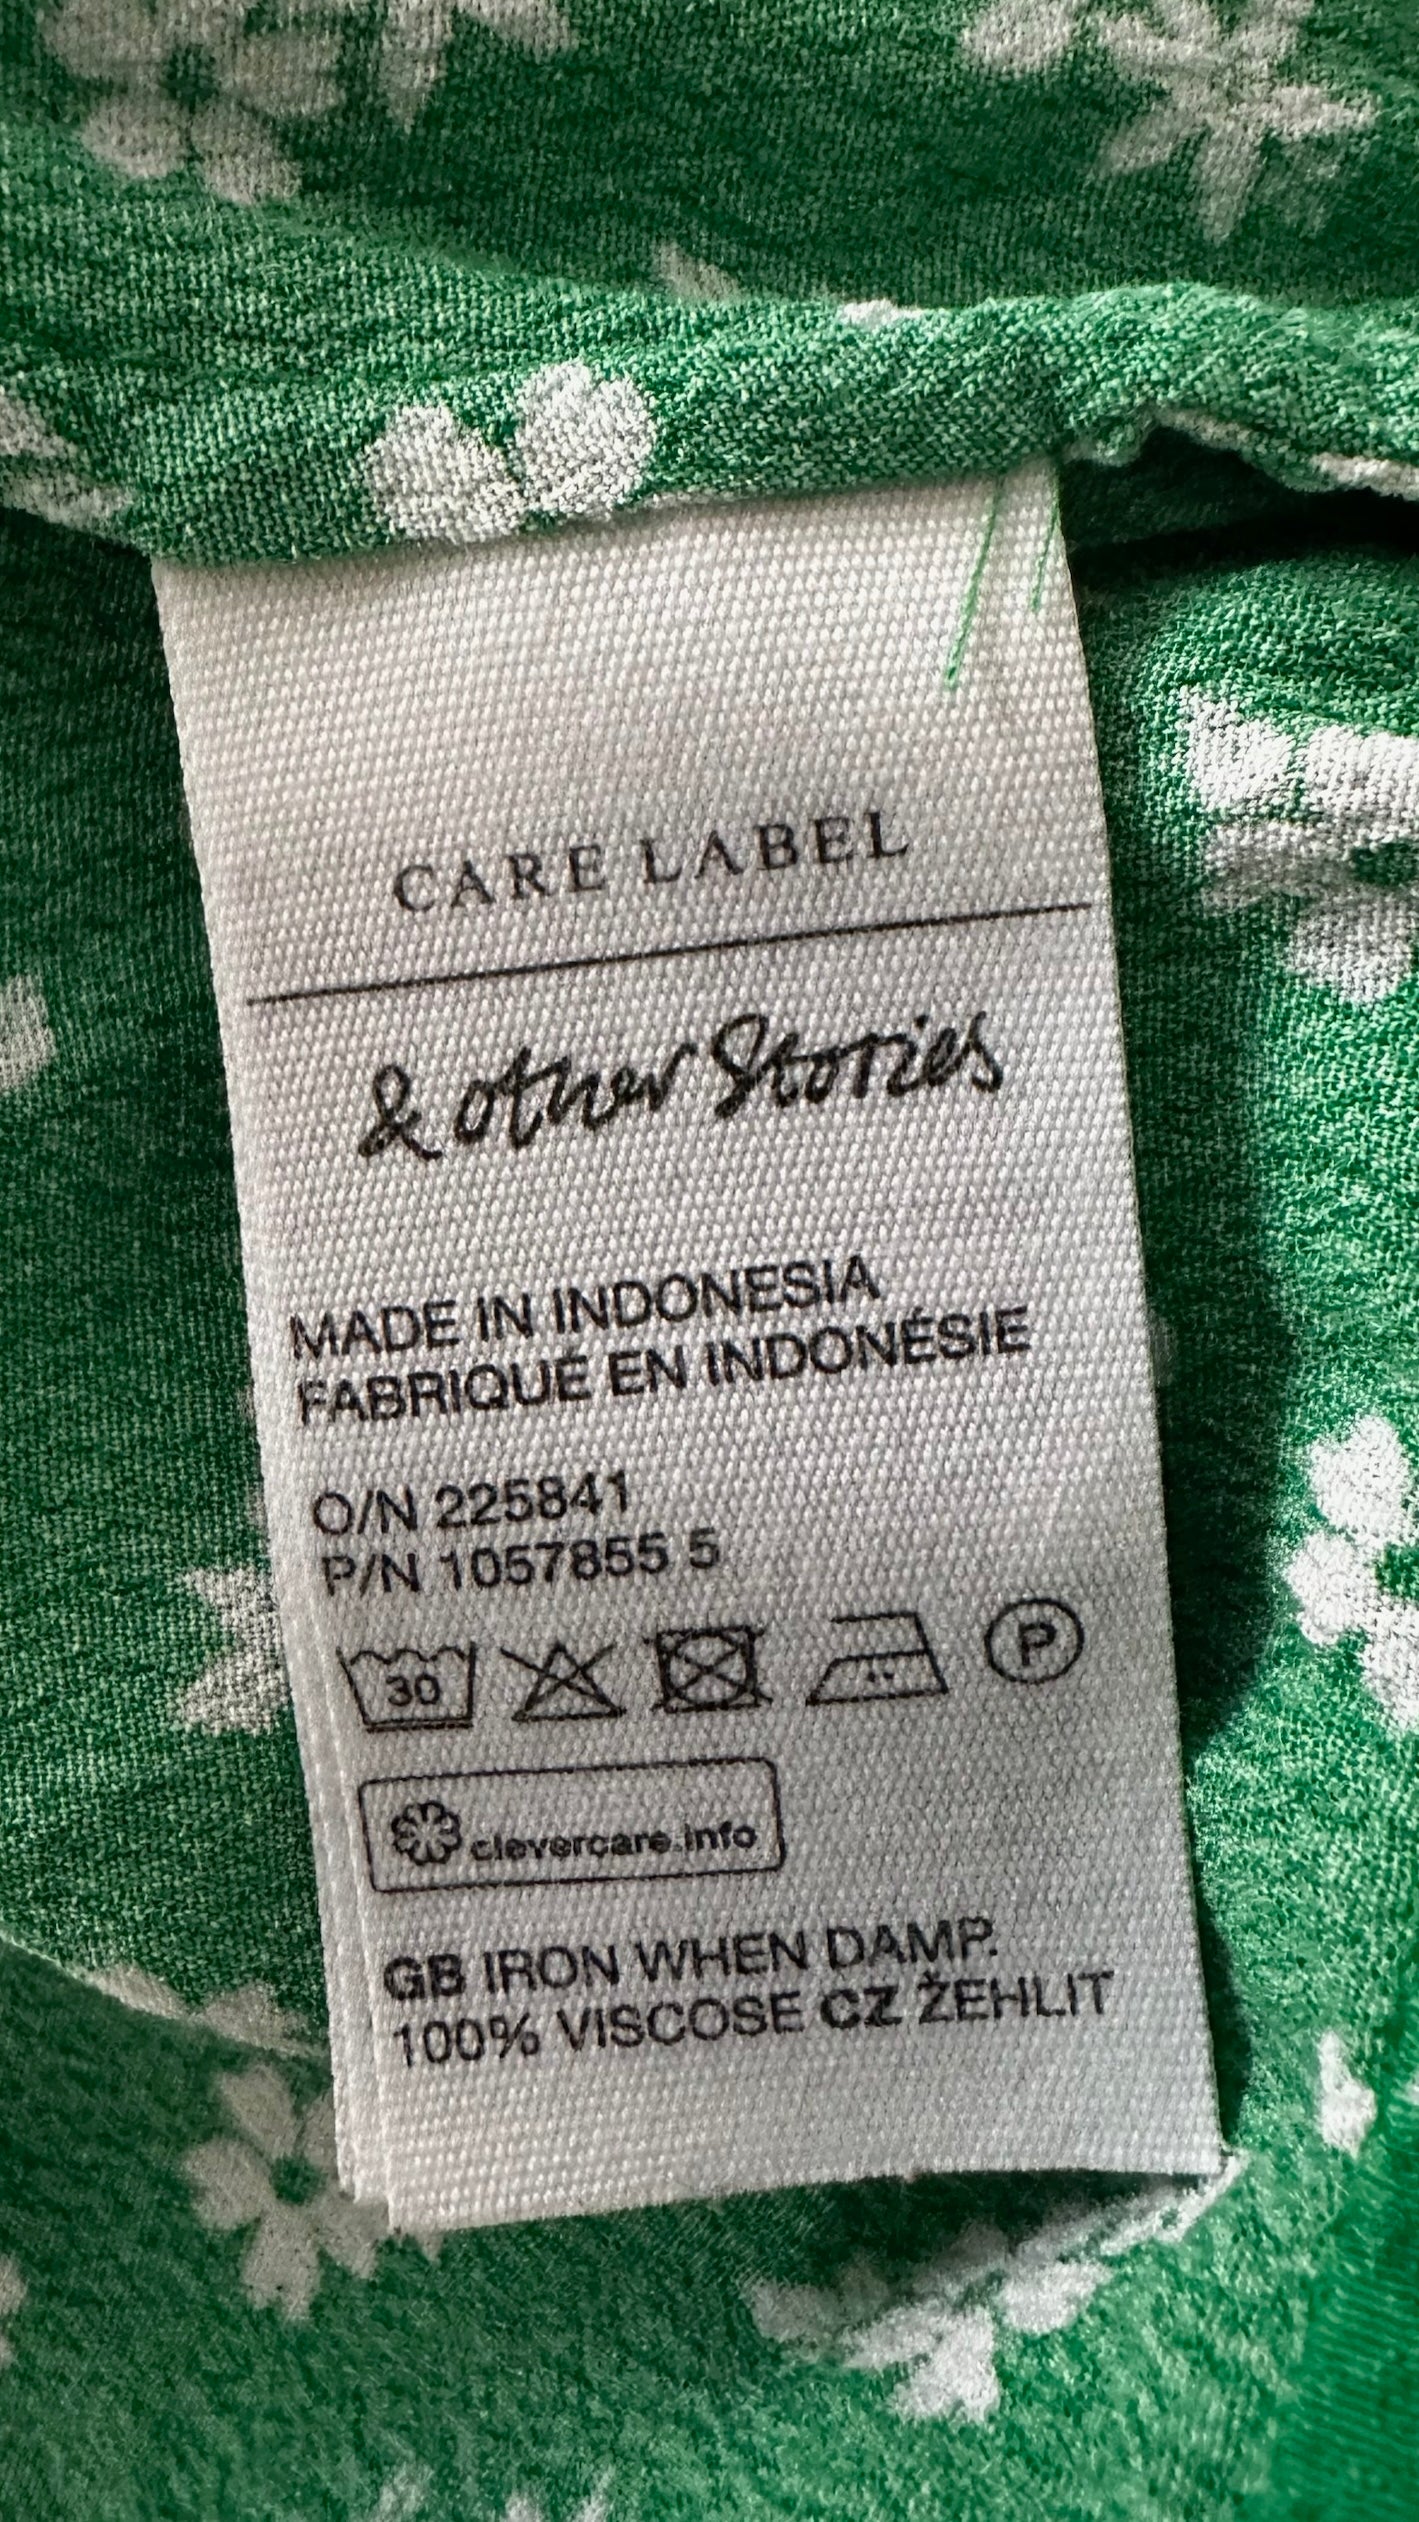 CARE LABEL
& other Stories
MADE IN INDONESIA
FABRIQUÉ EN INDONÉSIE
O/N 225841
P/N 1057855 5
30 P
clevercare.info
GB IRON WHEN DAMP.
100% VISCOSE CZ ŽEHLIT